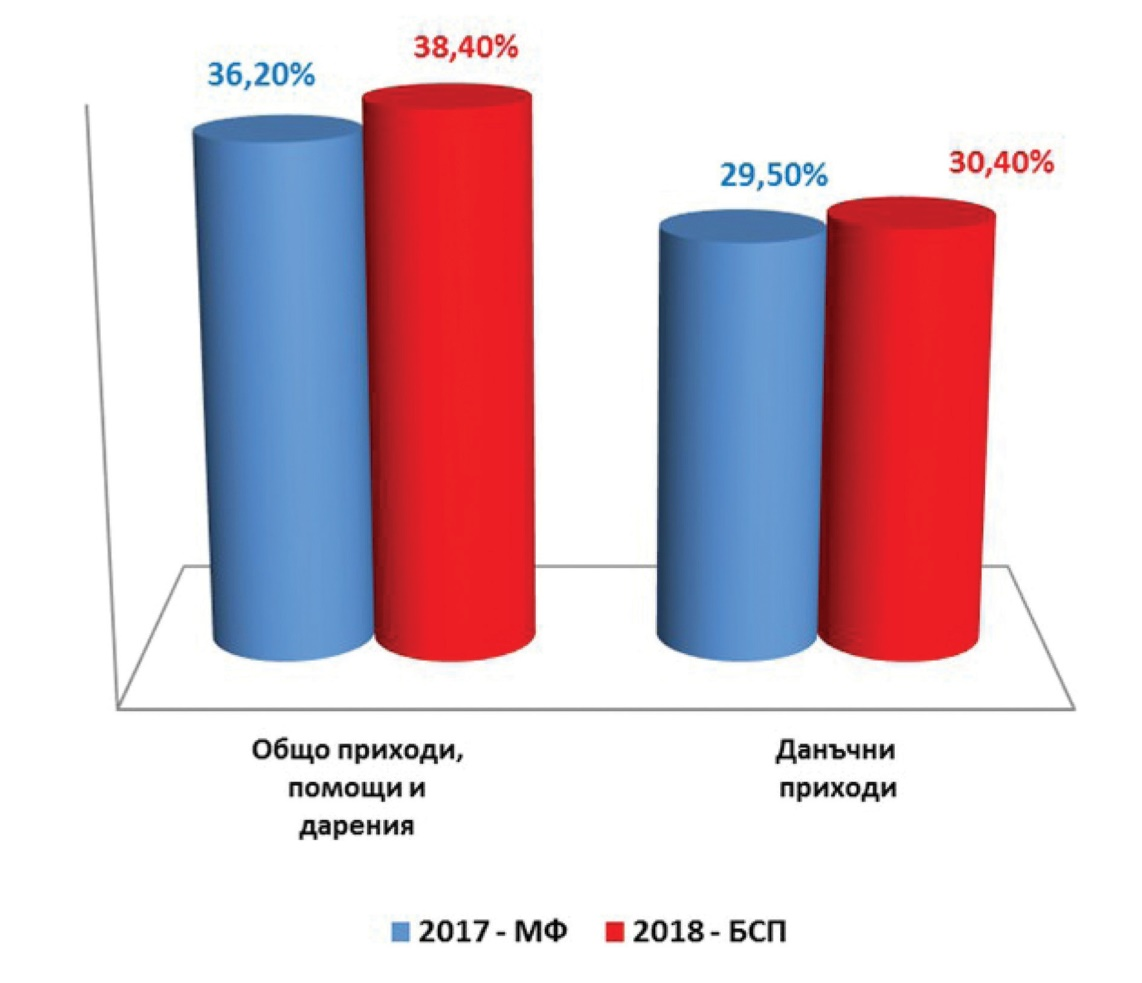 36,20%
38,40%
29,50%
30,40%
Общо приходи,
помощи и
дарения
Данъчни
приходи
2017 - МФ
2018 - БСП